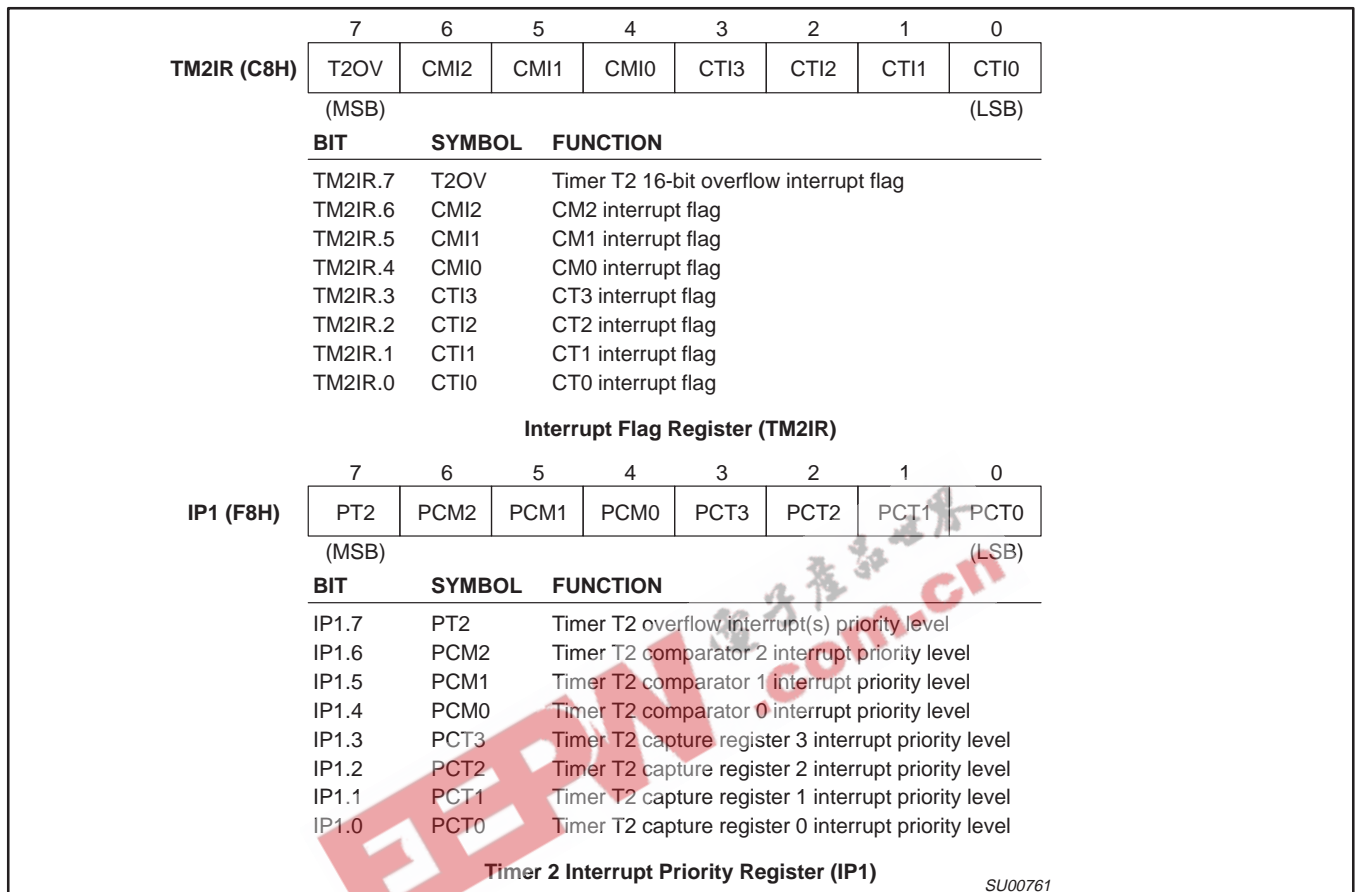 7 6 5 4 3 2 1 0
TM2IR (C8H) T2OV CMI2 CMI1 CMI0 CTI3 CTI2 CTI1 CTI0
(MSB) (LSB)
BIT SYMBOL FUNCTION
TM2IR.7 T2OV Timer T2 16-bit overflow interrupt flag
TM2IR.6 CMI2 CM2 interrupt flag
TM2IR.5 CMI1 CM1 interrupt flag
TM2IR.4 CMI0 CM0 interrupt flag
TM2IR.3 CTI3 CT3 interrupt flag
TM2IR.2 CTI2 CT2 interrupt flag
TM2IR.1 CTI1 CT1 interrupt flag
TM2IR.0 CTI0 CT0 interrupt flag
Interrupt Flag Register (TM2IR)
7 6 5 4 3 2 1 0
IP1 (F8H) PT2 PCM2 PCM1 PCM0 PCT3 PCT2 PCT1 PCT0
(MSB) (LSB)
BIT SYMBOL FUNCTION
IP1.7 PT2 Timer T2 overflow interrupt(s) priority level
IP1.6 PCM2 Timer T2 comparator 2 interrupt priority level
IP1.5 PCM1 Timer T2 comparator 1 interrupt priority level
IP1.4 PCM0 Timer T2 comparator 0 interrupt priority level
IP1.3 PCT3 Timer T2 capture register 3 interrupt priority level
IP1.2 PCT2 Timer T2 capture register 2 interrupt priority level
IP1.1 PCT1 Timer T2 capture register 1 interrupt priority level
IP1.0 PCT0 Timer T2 capture register 0 interrupt priority level
Timer 2 Interrupt Priority Register (IP1)
SU00761
電子產品世界
EEPW.com.cn